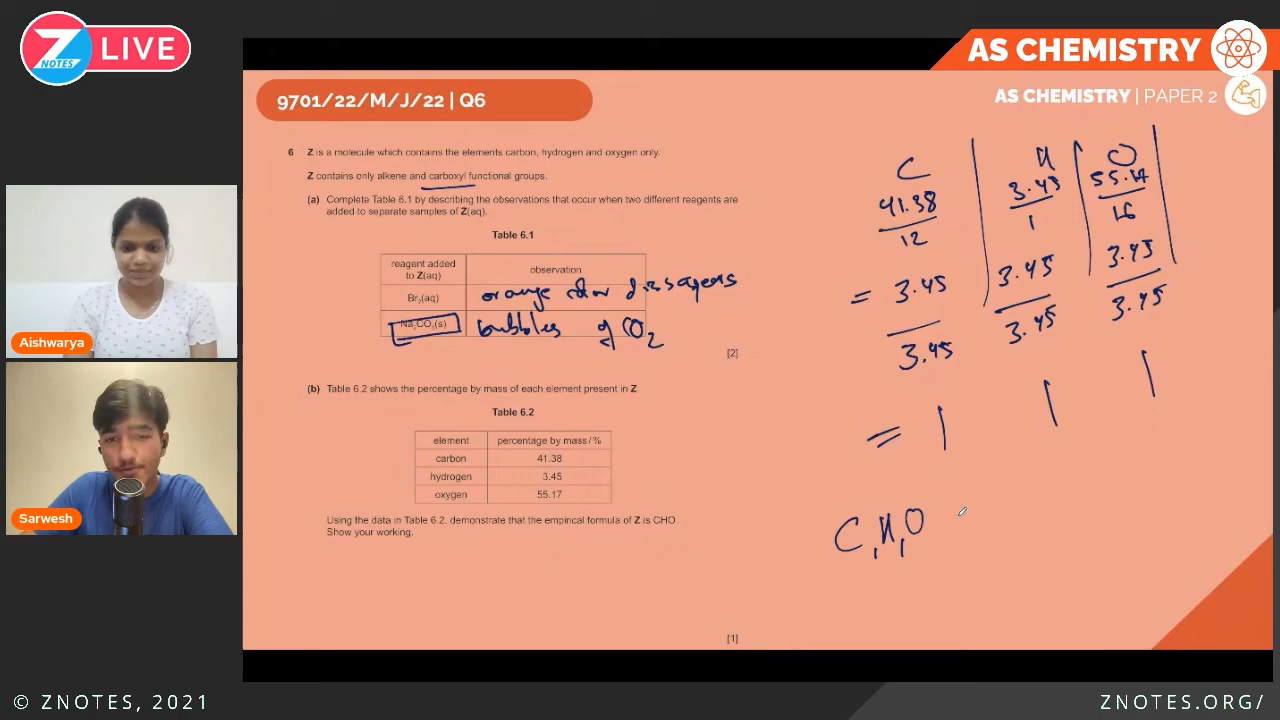 Z NOTES LIVE
AS CHEMISTRY
AS CHEMISTRY | PAPER 2
9701/22/M/J/22 | Q6
6 Z is a molecule which contains the elements carbon, hydrogen and oxygen only.
Z contains only alkene and carboxyl functional groups.
(a) Complete Table 6.1 by describing the observations that occur when two different reagents are
added to separate samples of Z(aq).
Table 6.1
reagent added
to Z(aq)
observation
Br₂(aq)
orange color dissapears
Na₂CO₃(s)
bubbles of CO₂
[2]
(b) Table 6.2 shows the percentage by mass of each element present in Z.
Table 6.2
element percentage by mass / %
carbon 41.38
hydrogen 3.45
oxygen 55.17
Using the data in Table 6.2, demonstrate that the empirical formula of Z is CHO.
Show your working.
[1]
C H O
41.38 3.45 55.17
12 1 16
= 3.45 3.45 3.45
3.45 3.45 3.45
= 1 1 1
C₁H₁O
Aishwarya
Sarwesh
© ZNOTES, 2021
ZNOTES.ORG/